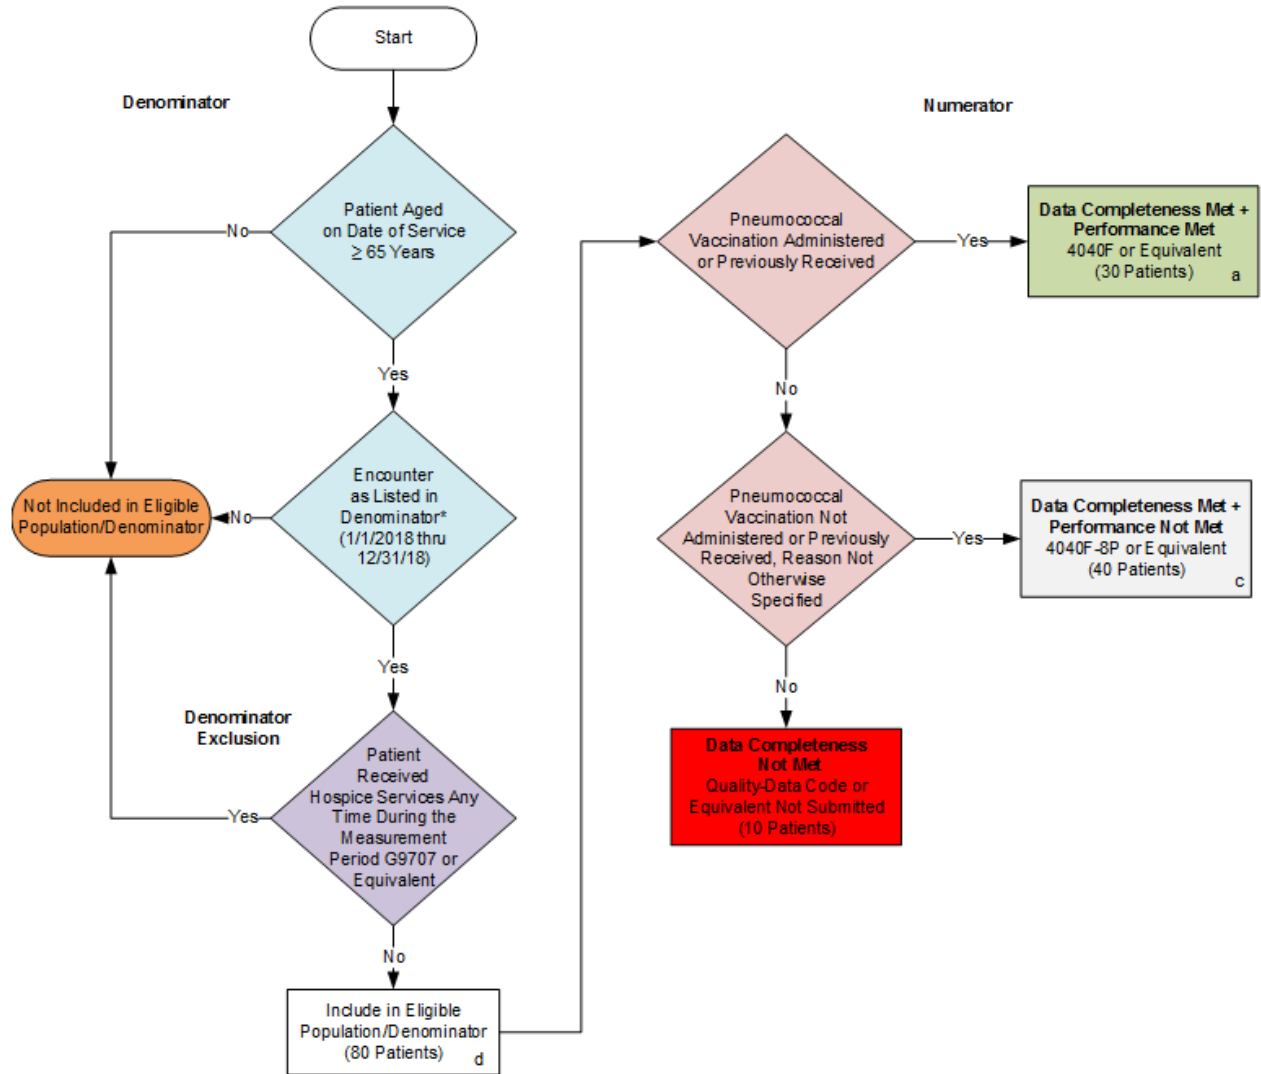 Start
Denominator
Numerator
Patient Aged
on Date of Service
≥ 65 Years
No
Yes
Pneumococcal
Vaccination Administered
or Previously Received
Yes
Data Completeness Met +
Performance Met
4040F or Equivalent
(30 Patients)
a
No
Encounter
as Listed in
Denominator*
(1/1/2018 thru
12/31/18)
No
Not Included in Eligible
Population/Denominator
Yes
Pneumococcal
Vaccination Not
Administered or Previously
Received, Reason Not
Otherwise
Specified
Yes
Data Completeness Met +
Performance Not Met
4040F-8P or Equivalent
(40 Patients)
c
No
Denominator
Exclusion
Patient
Received
Hospice Services Any
Time During the
Measurement
Period G9707 or
Equivalent
Yes
No
Data Completeness
Not Met
Quality-Data Code or
Equivalent Not Submitted
(10 Patients)
Include in Eligible
Population/Denominator
(80 Patients)
d